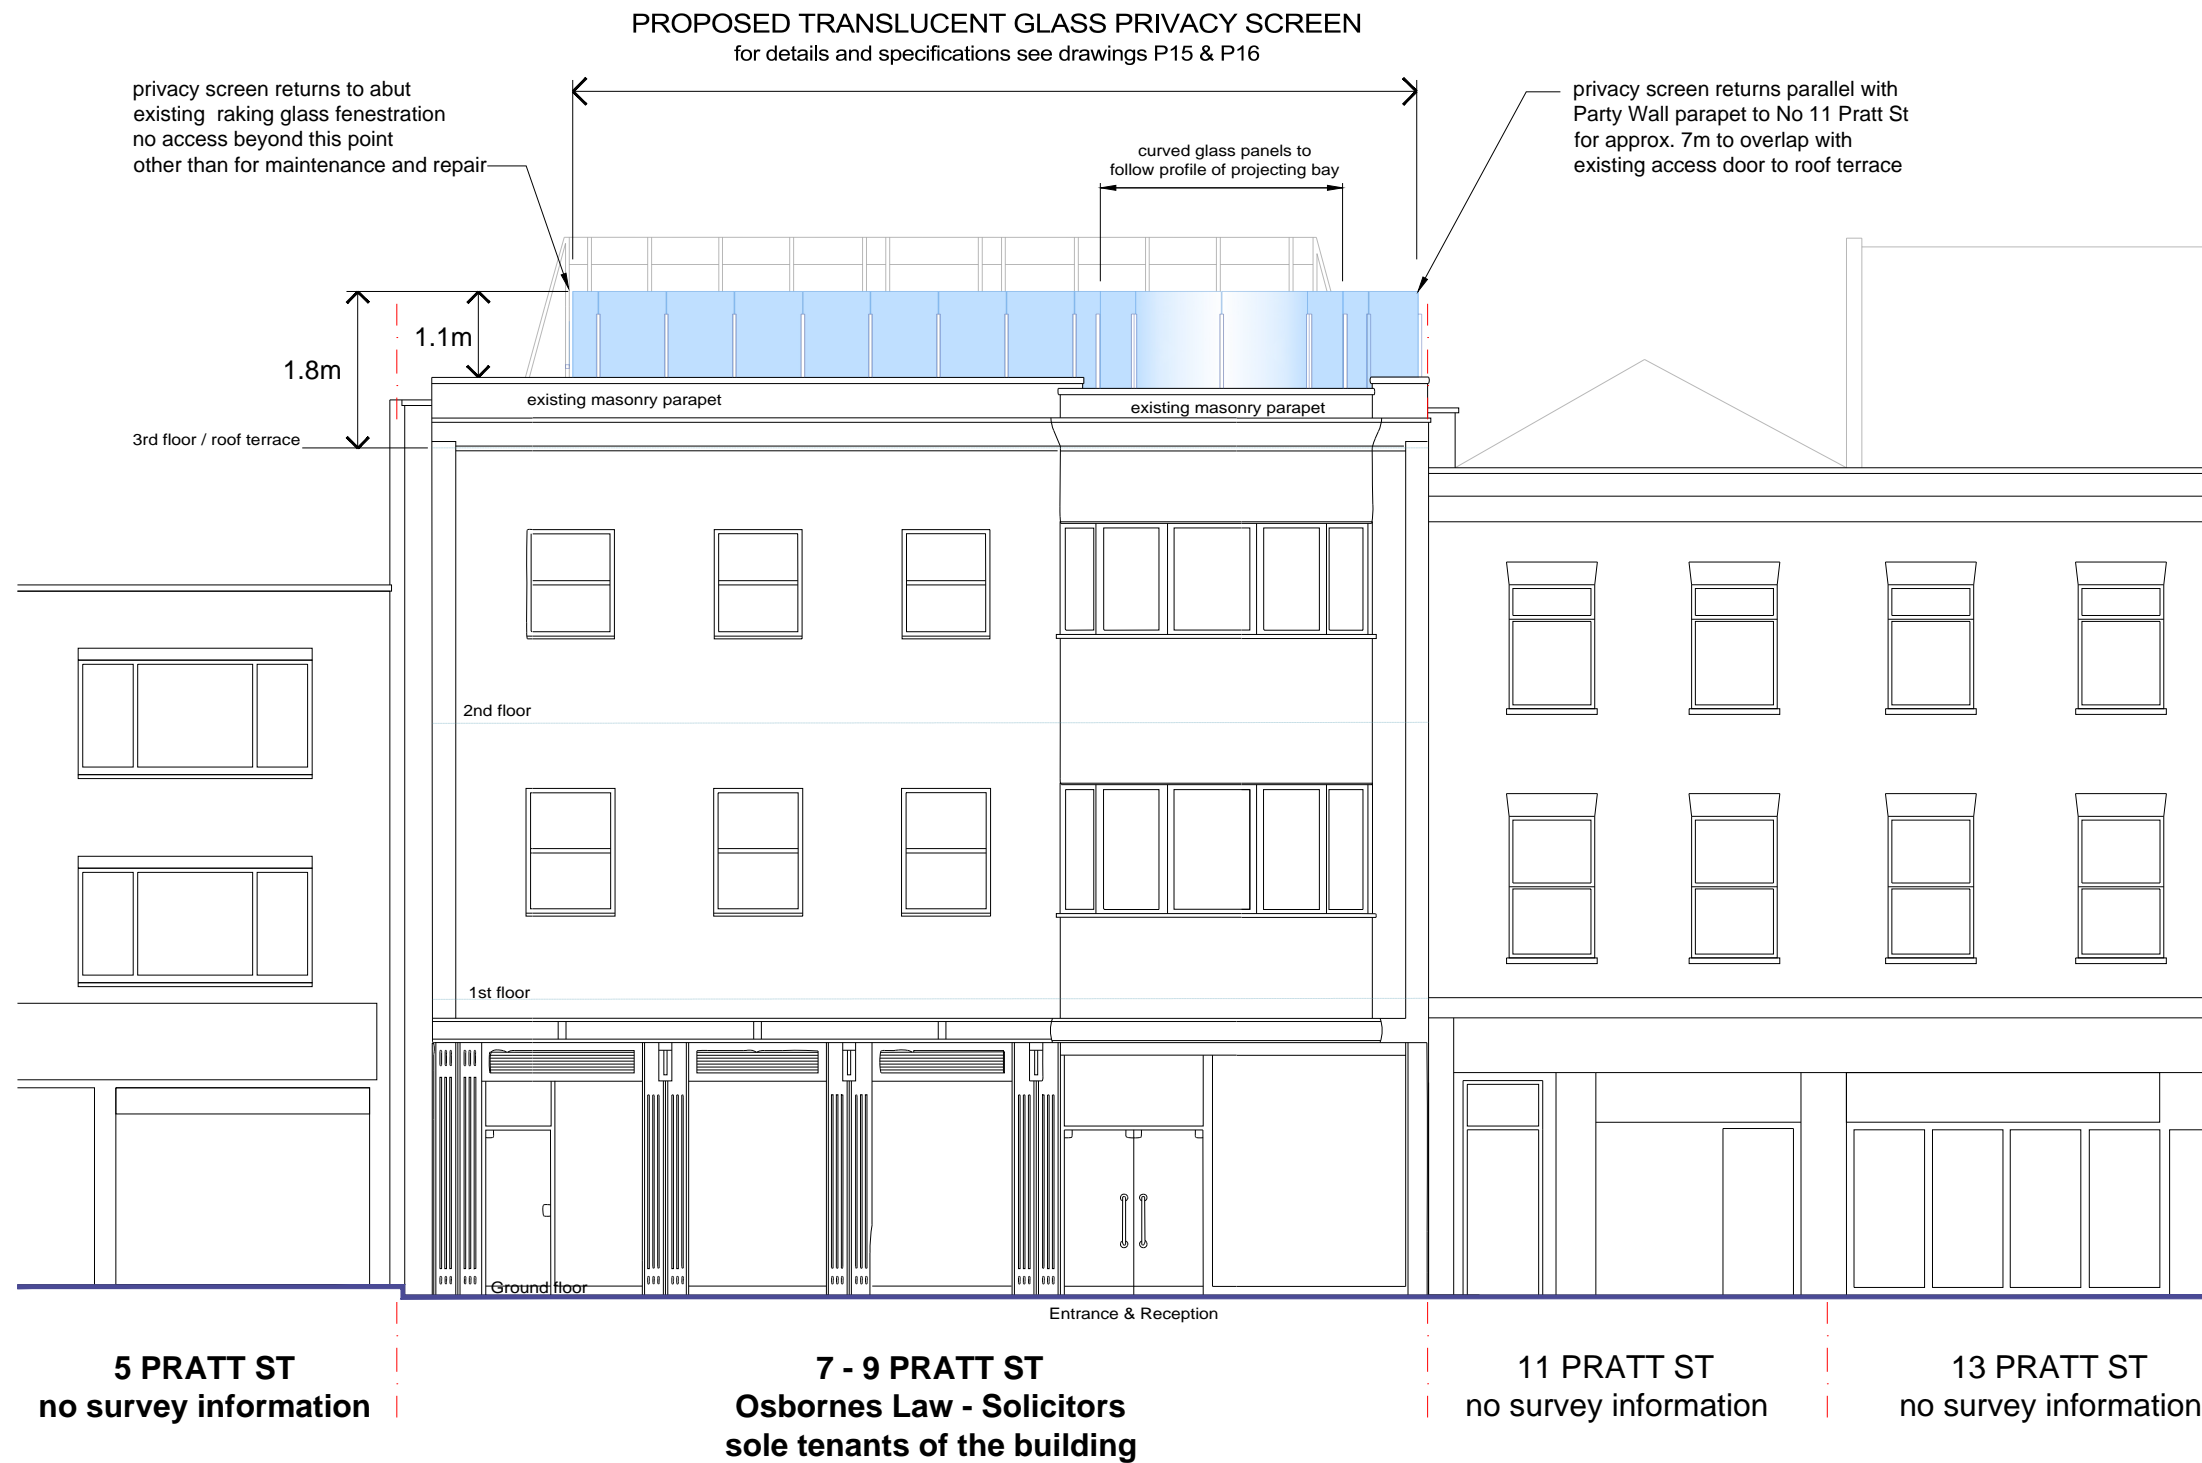 PROPOSED TRANSLUCENT GLASS PRIVACY SCREEN
for details and specifications see drawings P15 & P16
privacy screen returns to abut
existing raking glass fenestration
no access beyond this point
other than for maintenance and repair
privacy screen returns parallel with
Party Wall parapet to No 11 Pratt St
for approx. 7m to overlap with
existing access door to roof terrace
curved glass panels to
follow profile of projecting bay
1.1m
1.8m
existing masonry parapet
existing masonry parapet
3rd floor / roof terrace
2nd floor
1st floor
Ground floor
Entrance & Reception
5 PRATT ST
no survey information
7 - 9 PRATT ST
Osbornes Law - Solicitors
sole tenants of the building
11 PRATT ST
no survey information
13 PRATT ST
no survey information